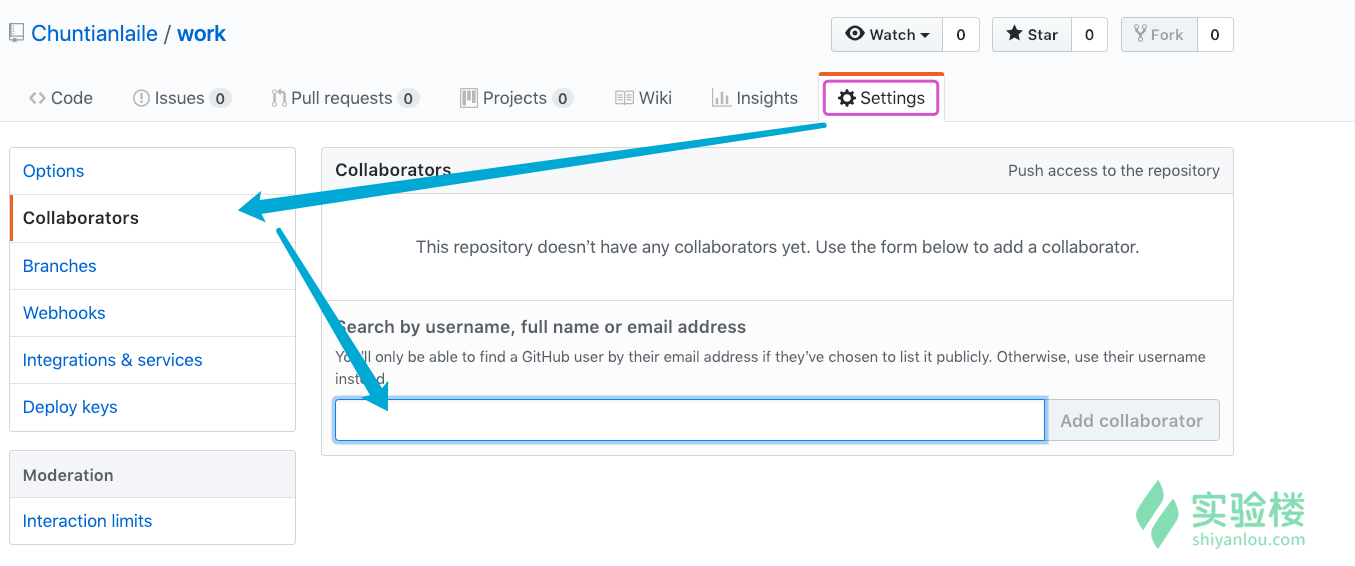 Chuntianlaile / work
Watch 0 Star 0 Fork 0
Code Issues 0 Pull requests 0 Projects 0 Wiki Insights Settings
Options
Collaborators
Branches
Webhooks
Integrations & services
Deploy keys
Moderation
Interaction limits
Collaborators Push access to the repository
This repository doesn’t have any collaborators yet. Use the form below to add a collaborator.
Search by username, full name or email address
You’ll only be able to find a GitHub user by their email address if they’ve chosen to list it publicly. Otherwise, use their username
instead.
Add collaborator
实验楼
shiyanlou.com